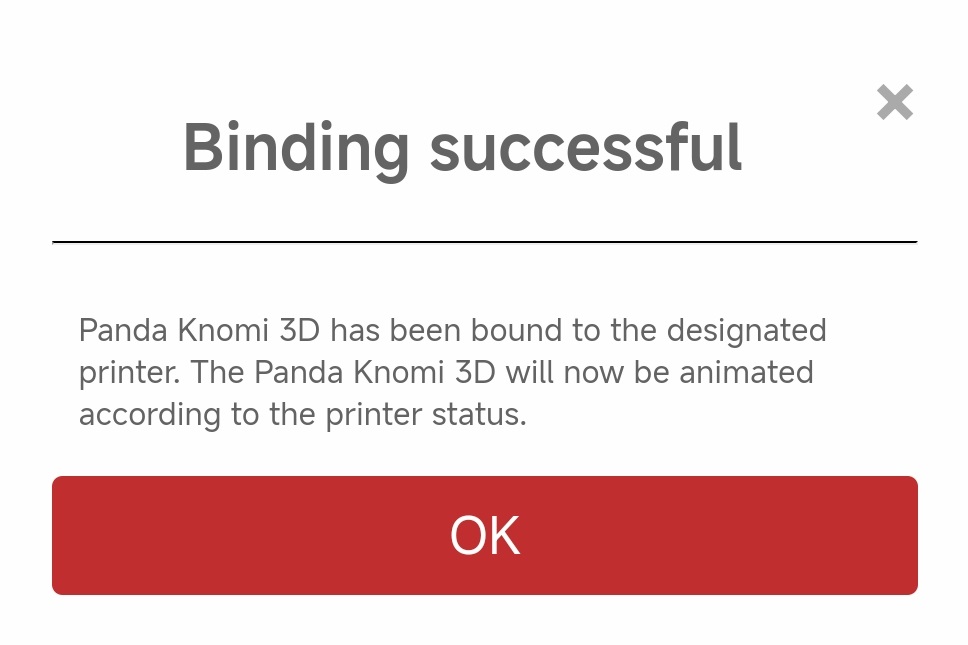 Binding successful
Panda Knomi 3D has been bound to the designated
printer. The Panda Knomi 3D will now be animated
according to the printer status.
OK